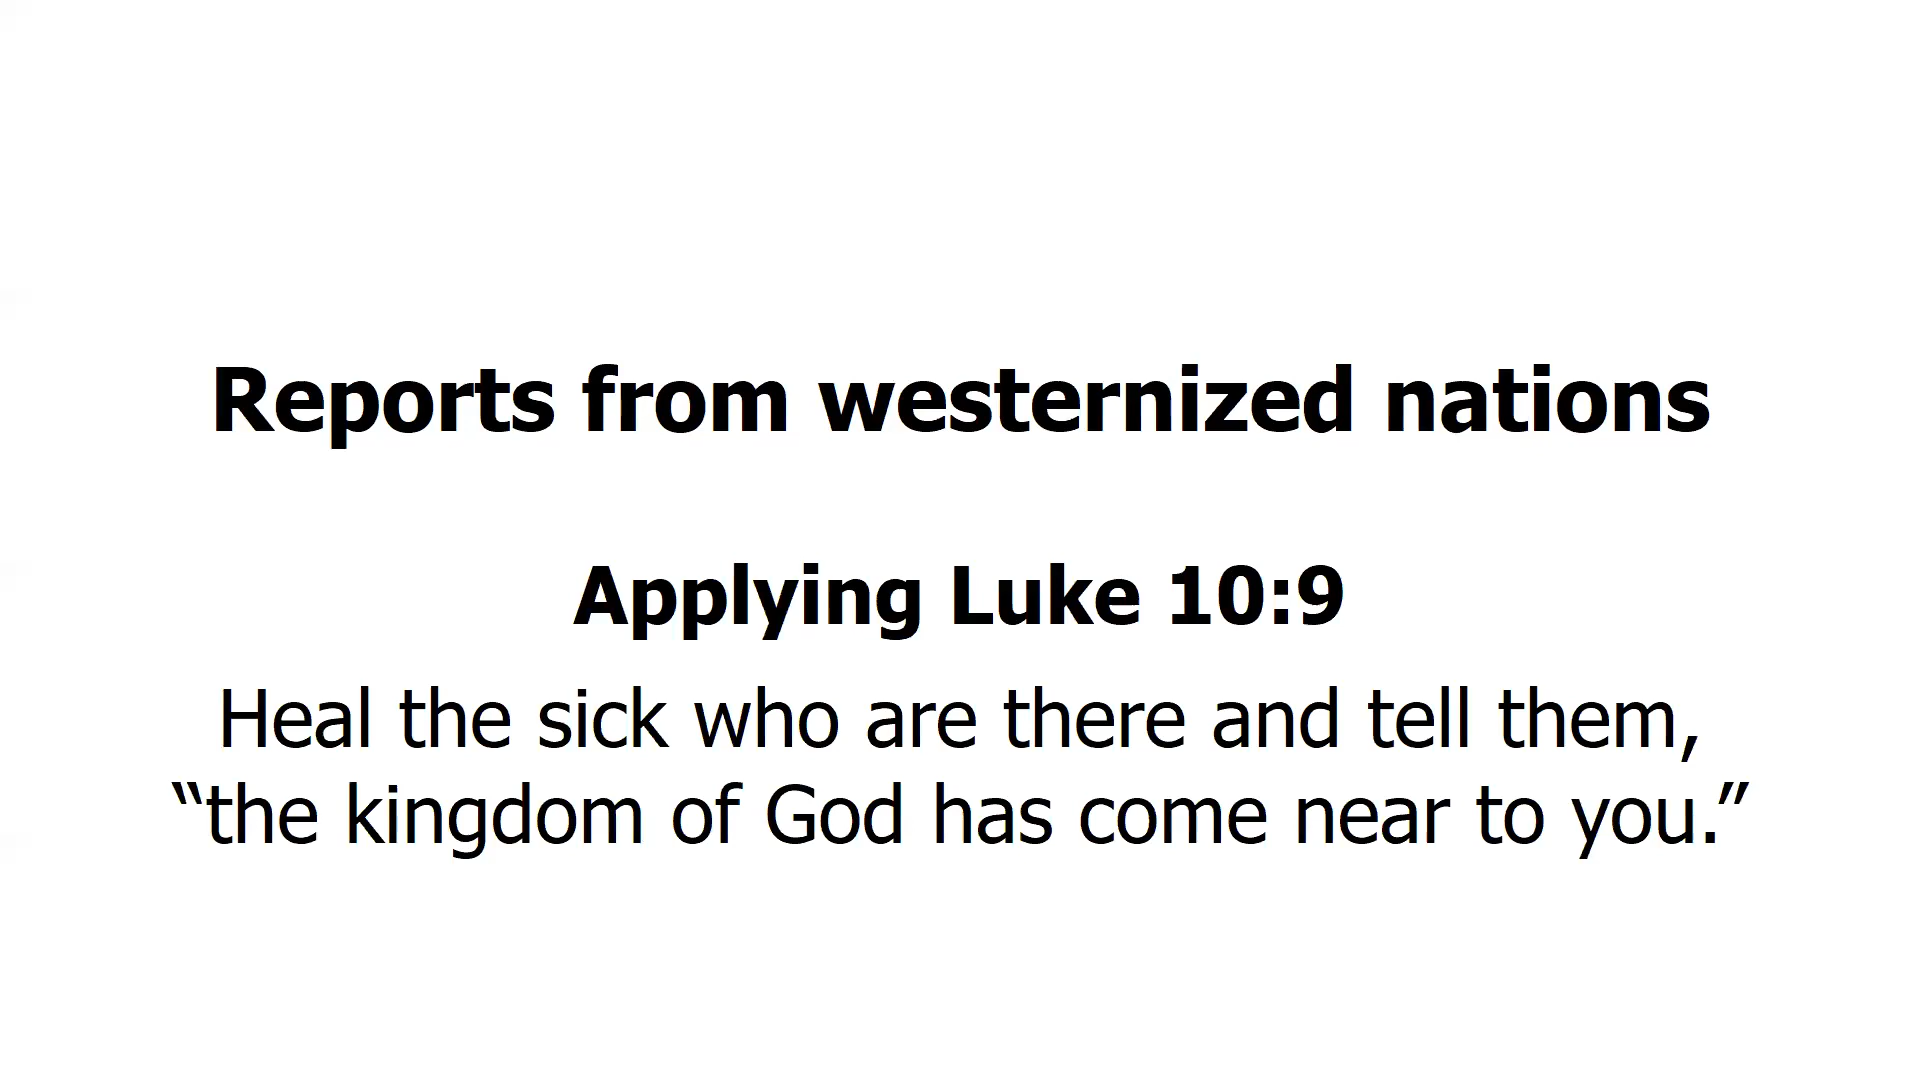 Reports from westernized nations
Applying Luke 10:9
Heal the sick who are there and tell them,
“the kingdom of God has come near to you.”